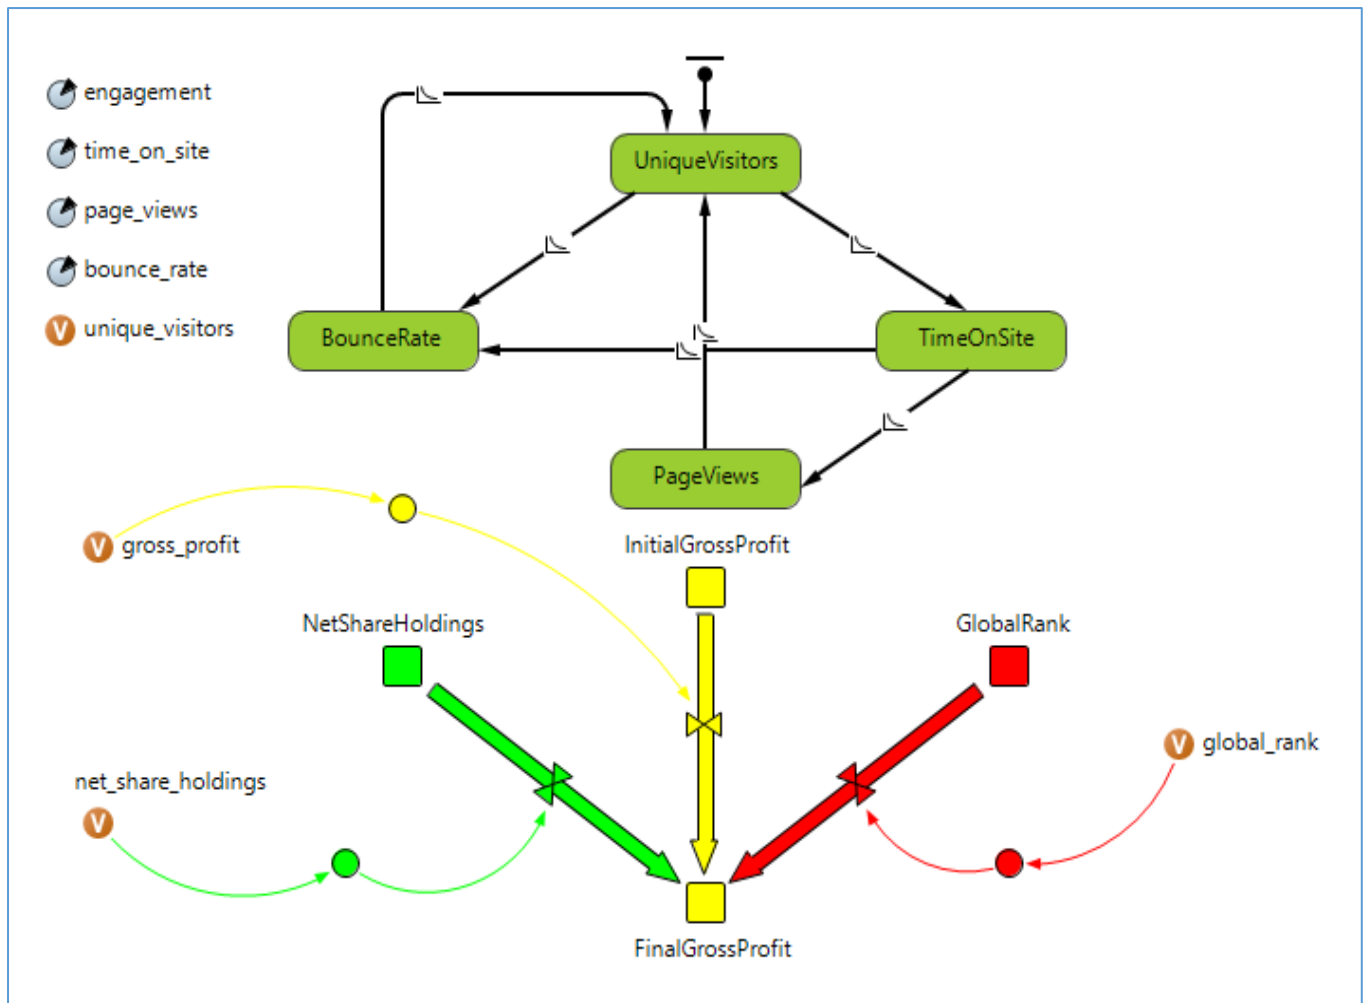 engagement
time_on_site
page_views
bounce_rate
V unique_visitors
UniqueVisitors
BounceRate
TimeOnSite
PageViews
V gross_profit
InitialGrossProfit
NetShareHoldings
GlobalRank
V global_rank
net_share_holdings
V
FinalGrossProfit